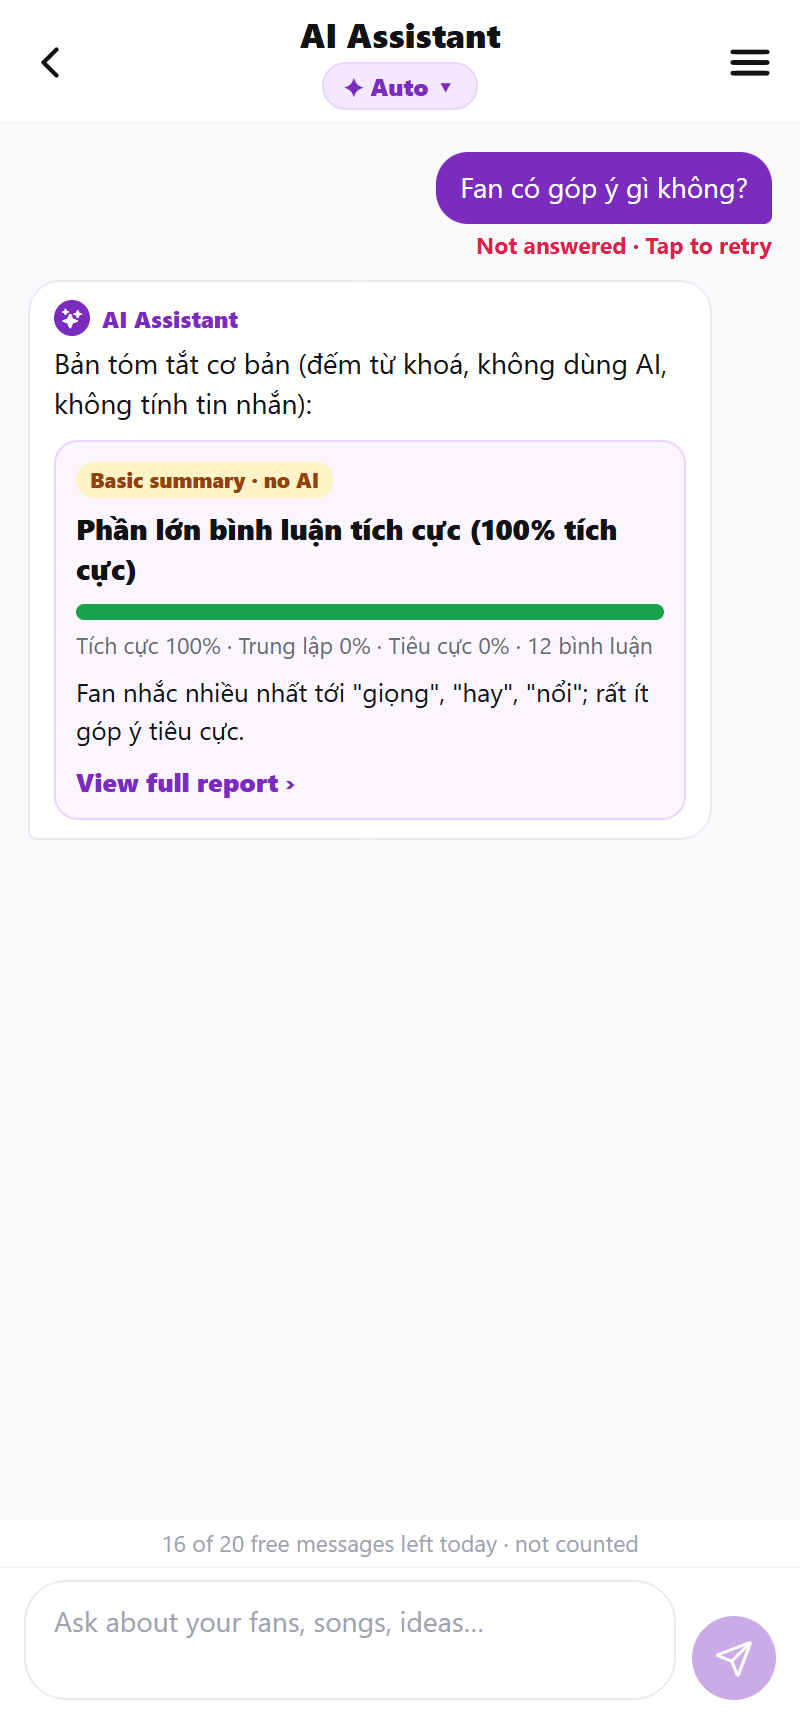 AI Assistant
Auto ▼
Fan có góp ý gì không?
Not answered · Tap to retry
AI Assistant
Bản tóm tắt cơ bản (đếm từ khoá, không dùng AI,
không tính tin nhắn):
Basic summary · no AI
Phần lớn bình luận tích cực (100% tích
cực)
Tích cực 100% · Trung lập 0% · Tiêu cực 0% · 12 bình luận
Fan nhắc nhiều nhất tới "giọng", "hay", "nổi"; rất ít
góp ý tiêu cực.
View full report ›
16 of 20 free messages left today · not counted
Ask about your fans, songs, ideas...